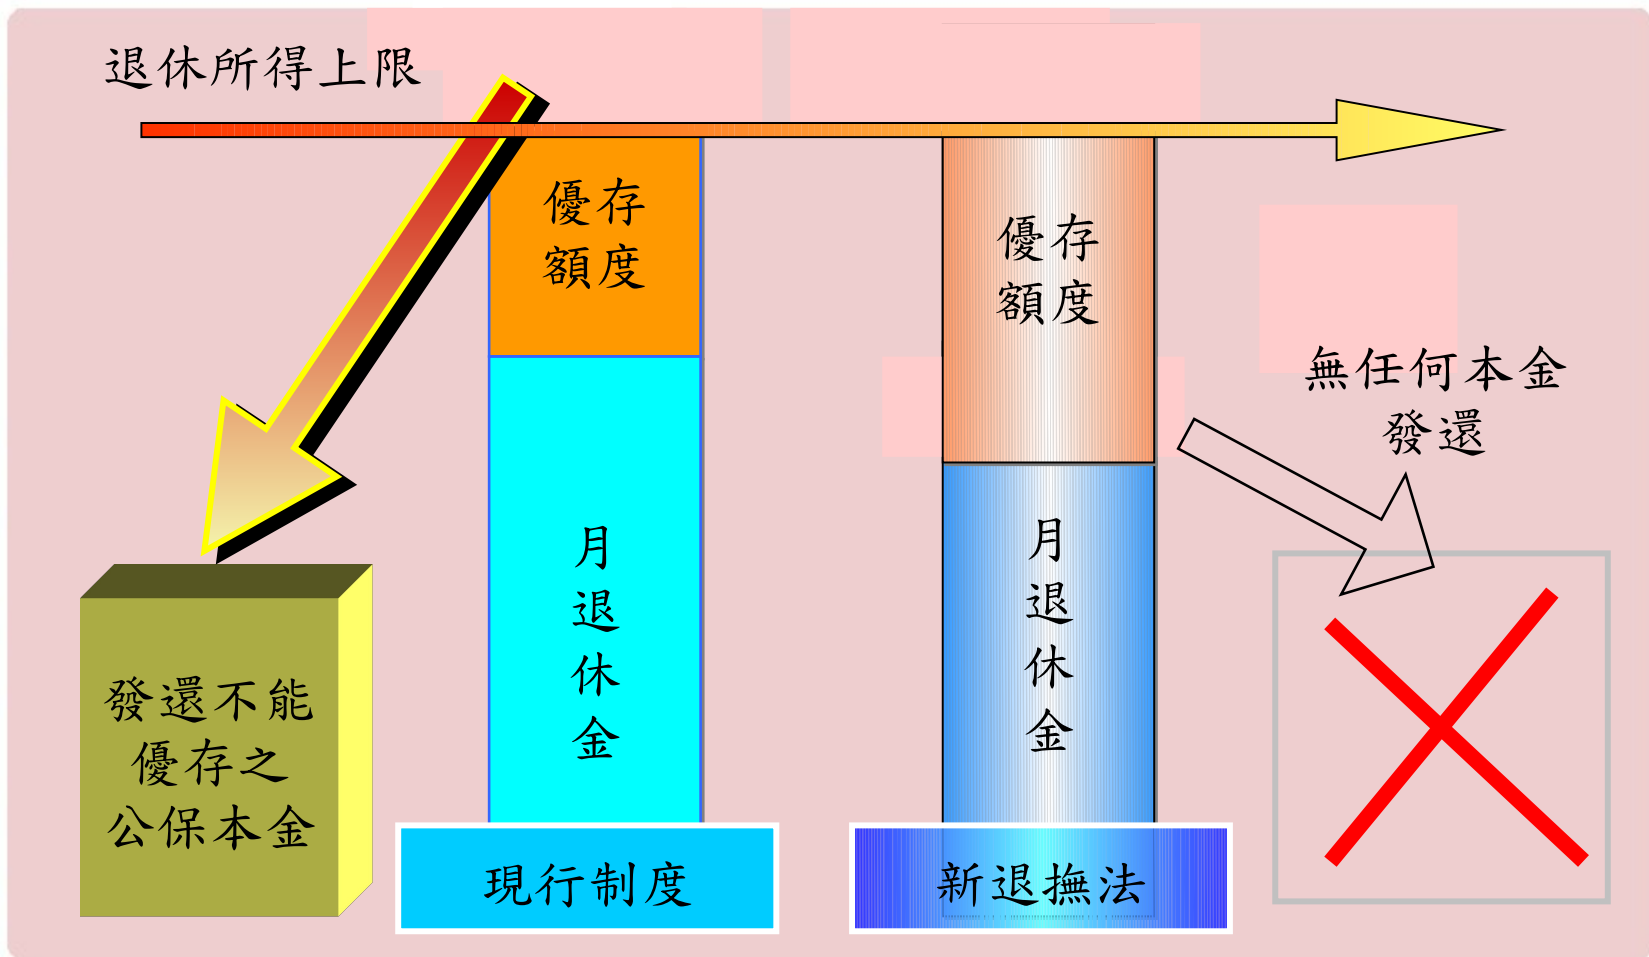 退休所得上限
優存
額度
月
退
休
金
現行制度
發還不能
優存之
公保本金
優存
額度
月
退
休
金
新退撫法
無任何本金
發還